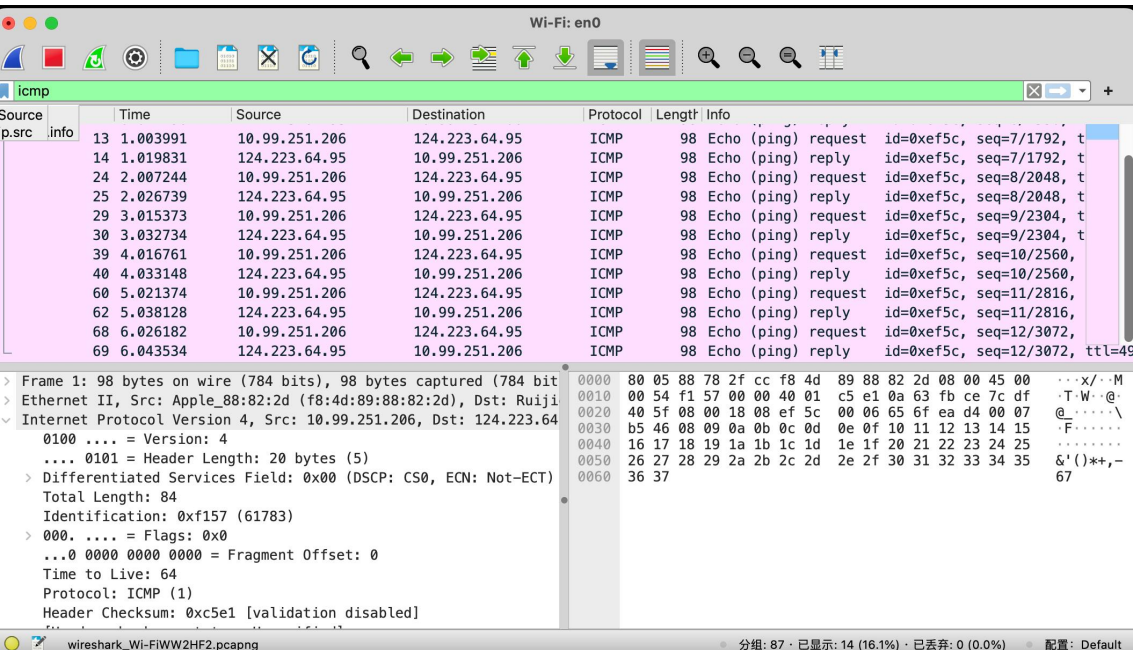 Wi-Fi: en0
icmp
Source Time Source Destination Protocol Length Info
p.src .info
13 1.003991 10.99.251.206 124.223.64.95 ICMP 98 Echo (ping) request id=0xef5c, seq=7/1792, t
14 1.019831 124.223.64.95 10.99.251.206 ICMP 98 Echo (ping) reply id=0xef5c, seq=7/1792, t
24 2.007244 10.99.251.206 124.223.64.95 ICMP 98 Echo (ping) request id=0xef5c, seq=8/2048, t
25 2.026739 124.223.64.95 10.99.251.206 ICMP 98 Echo (ping) reply id=0xef5c, seq=8/2048, t
29 3.015373 10.99.251.206 124.223.64.95 ICMP 98 Echo (ping) request id=0xef5c, seq=9/2304, t
30 3.032734 124.223.64.95 10.99.251.206 ICMP 98 Echo (ping) reply id=0xef5c, seq=9/2304, t
39 4.016761 10.99.251.206 124.223.64.95 ICMP 98 Echo (ping) request id=0xef5c, seq=10/2560,
40 4.033148 124.223.64.95 10.99.251.206 ICMP 98 Echo (ping) reply id=0xef5c, seq=10/2560,
60 5.021374 10.99.251.206 124.223.64.95 ICMP 98 Echo (ping) request id=0xef5c, seq=11/2816,
62 5.038128 124.223.64.95 10.99.251.206 ICMP 98 Echo (ping) reply id=0xef5c, seq=11/2816,
68 6.026182 10.99.251.206 124.223.64.95 ICMP 98 Echo (ping) request id=0xef5c, seq=12/3072,
69 6.043534 124.223.64.95 10.99.251.206 ICMP 98 Echo (ping) reply id=0xef5c, seq=12/3072, ttl=49
Frame 1: 98 bytes on wire (784 bits), 98 bytes captured (784 bit
Ethernet II, Src: Apple_88:82:2d (f8:4d:89:88:82:2d), Dst: Ruiji
Internet Protocol Version 4, Src: 10.99.251.206, Dst: 124.223.64
0100 .... = Version: 4
.... 0101 = Header Length: 20 bytes (5)
Differentiated Services Field: 0x00 (DSCP: CS0, ECN: Not-ECT)
Total Length: 84
Identification: 0xf157 (61783)
000. .... = Flags: 0x0
...0 0000 0000 0000 = Fragment Offset: 0
Time to Live: 64
Protocol: ICMP (1)
Header Checksum: 0xc5e1 [validation disabled]
0000 80 05 88 78 2f cc f8 4d 89 88 82 2d 08 00 45 00 ···x/··M
0010 00 54 f1 57 00 00 40 01 c5 e1 0a 63 fb ce 7c df ·T·W··@·
0020 40 5f 08 00 18 08 ef 5c 00 06 65 6f ea d4 00 07 @_·····\
0030 b5 46 08 09 0a 0b 0c 0d 0e 0f 10 11 12 13 14 15 ·F······
0040 16 17 18 19 1a 1b 1c 1d 1e 1f 20 21 22 23 24 25 ········
0050 26 27 28 29 2a 2b 2c 2d 2e 2f 30 31 32 33 34 35 &'()*+,-
0060 36 37 67
wireshark_Wi-FiWW2HF2.pcapng 分组: 87 · 已显示: 14 (16.1%) · 已丢弃: 0 (0.0%) 配置: Default